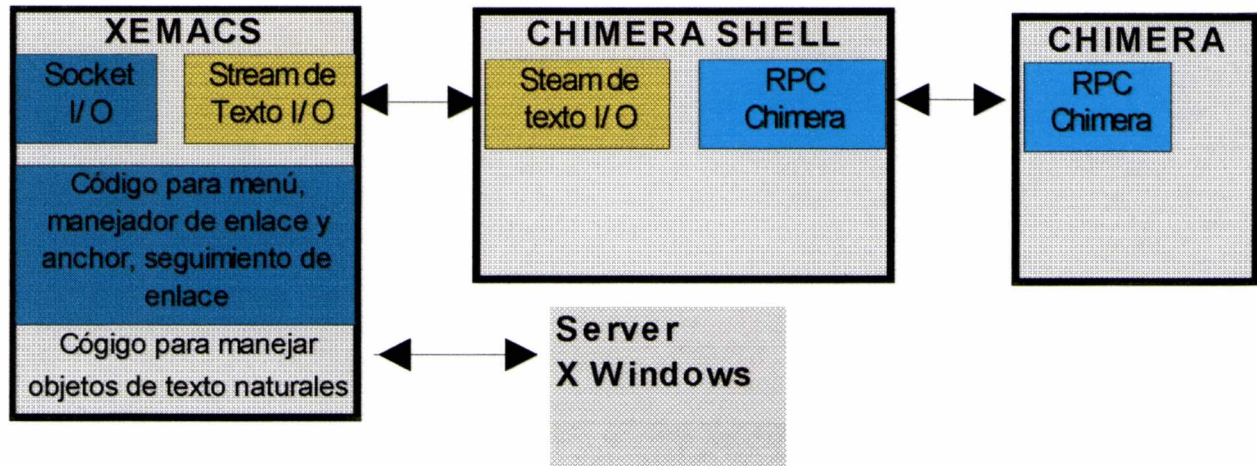 XEMACS
Socket
I/O
Stream de
Texto I/O
Código para menú,
manejador de enlace y
anchor, seguimiento de
enlace
Cógigo para manejar
objetos de texto naturales
CHIMERA SHELL
Steam de
texto I/O
RPC
Chimera
CHIMERA
RPC
Chimera
Server
X Windows